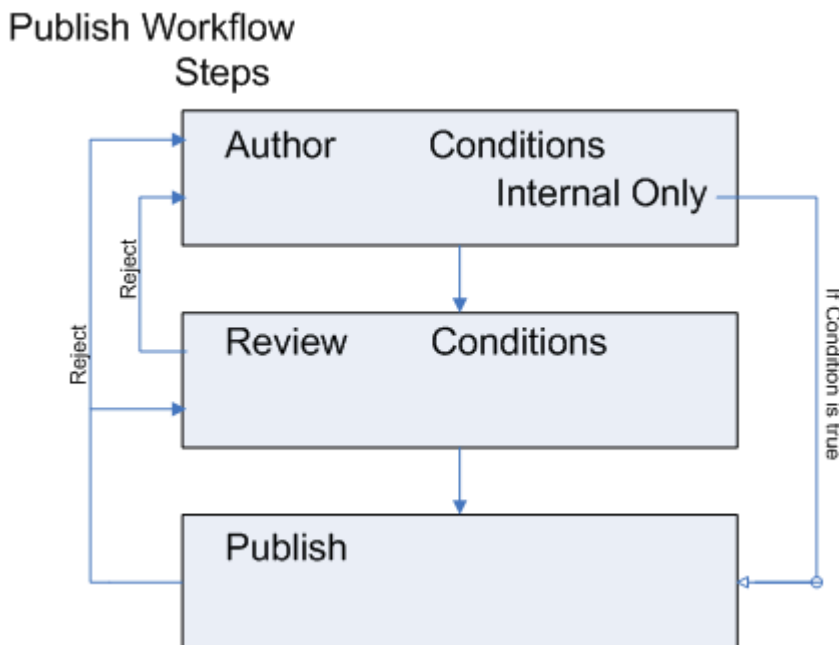 Publish Workflow
Steps
Author Conditions
Internal Only
Reject
Reject
If Condition is true
Review Conditions
Publish